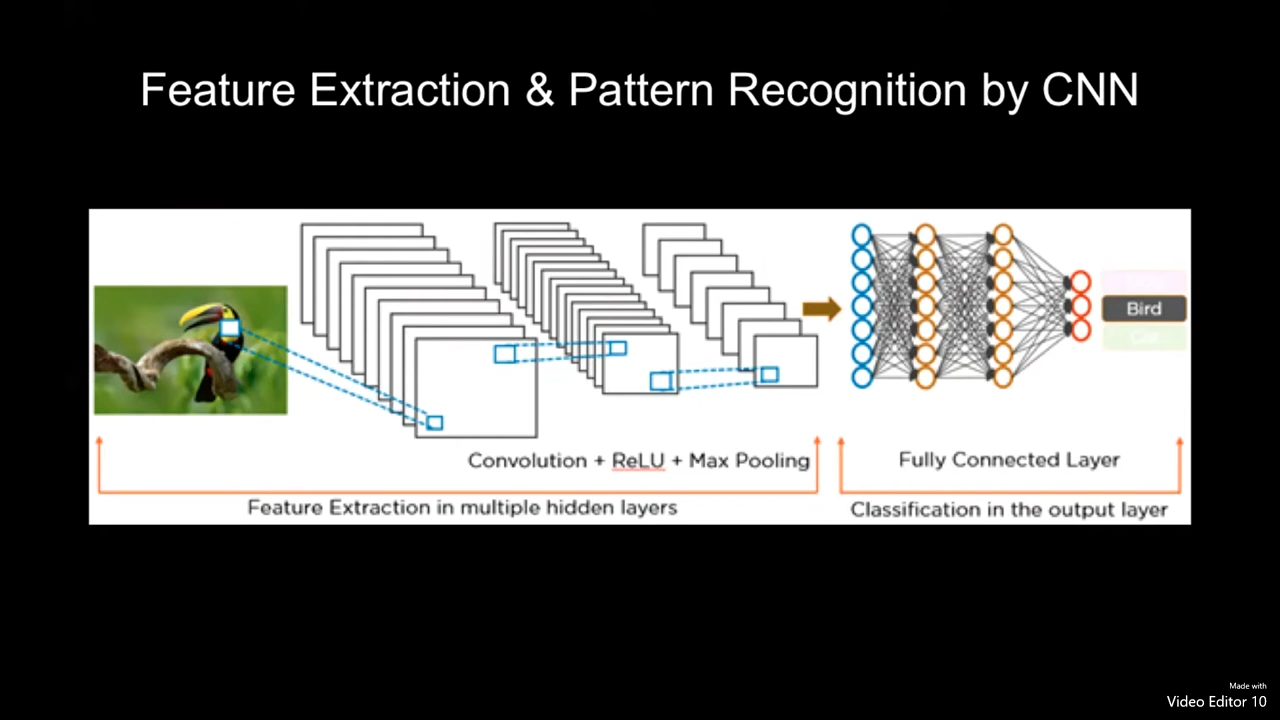 Feature Extraction & Pattern Recognition by CNN
Bird
Convolution + ReLU + Max Pooling
Fully Connected Layer
Feature Extraction in multiple hidden layers
Classification in the output layer
Made with
Video Editor 10